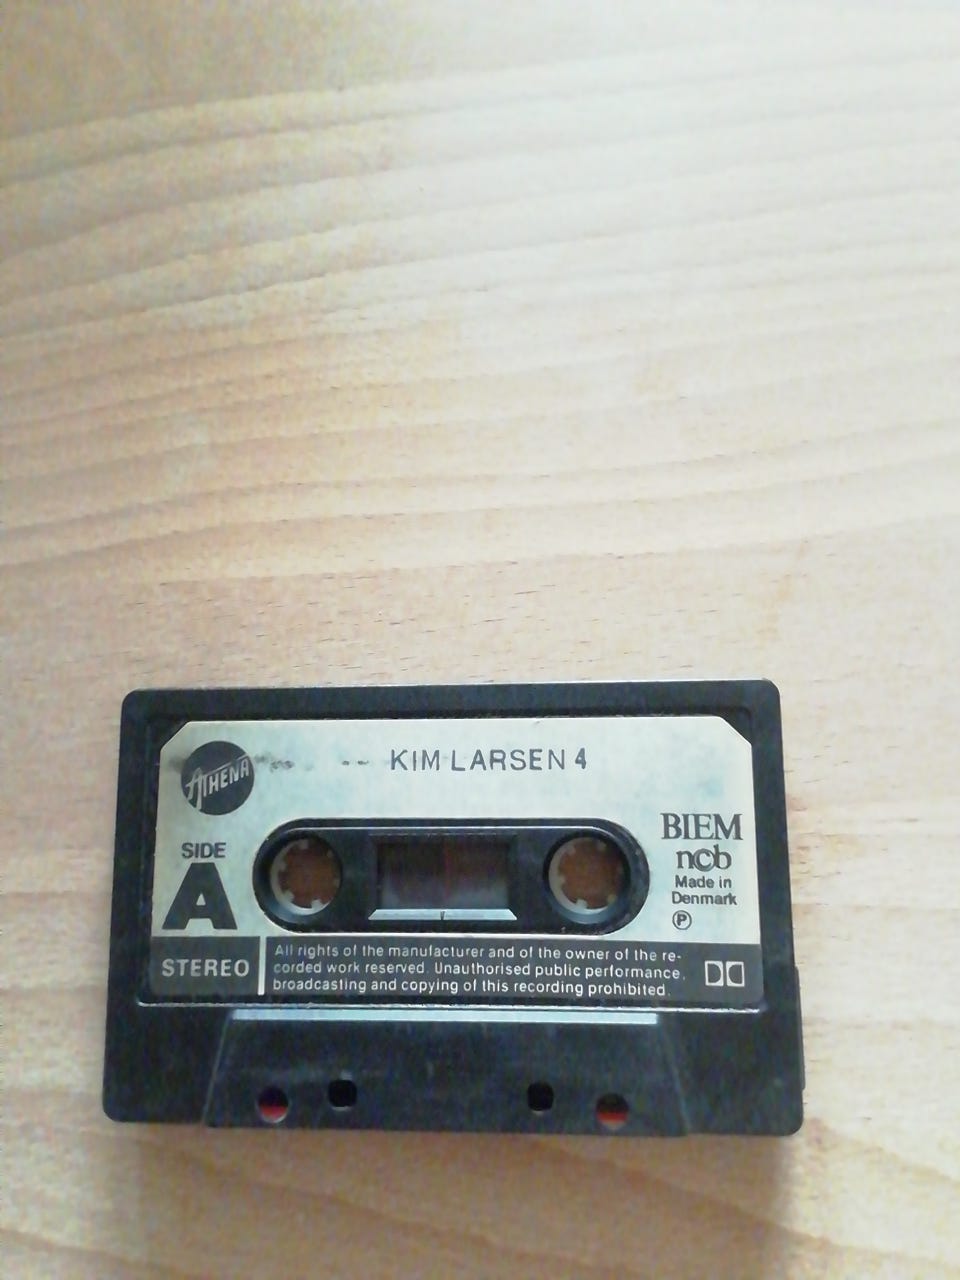 ATHENA
KIM LARSEN 4
SIDE
A
STEREO
BIEM
ncb
Made in
Denmark
Ⓟ
All rights of the manufacturer and of the owner of the re-
corded work reserved. Unauthorised public performance,
broadcasting and copying of this recording prohibited.